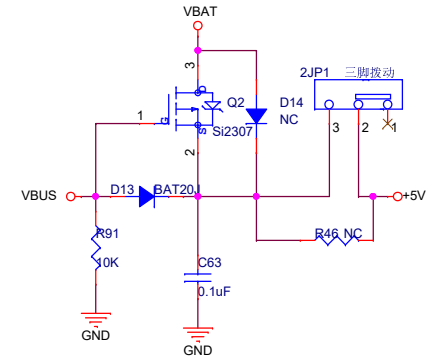 VBAT
3
D
2JP1 三脚拨动
Q2
D14
1
G
S
Si2307
NC
3
2
1
2
VBUS
D13
BAT20J
+5V
R91
R46 NC
10K
C63
0.1uF
GND
GND